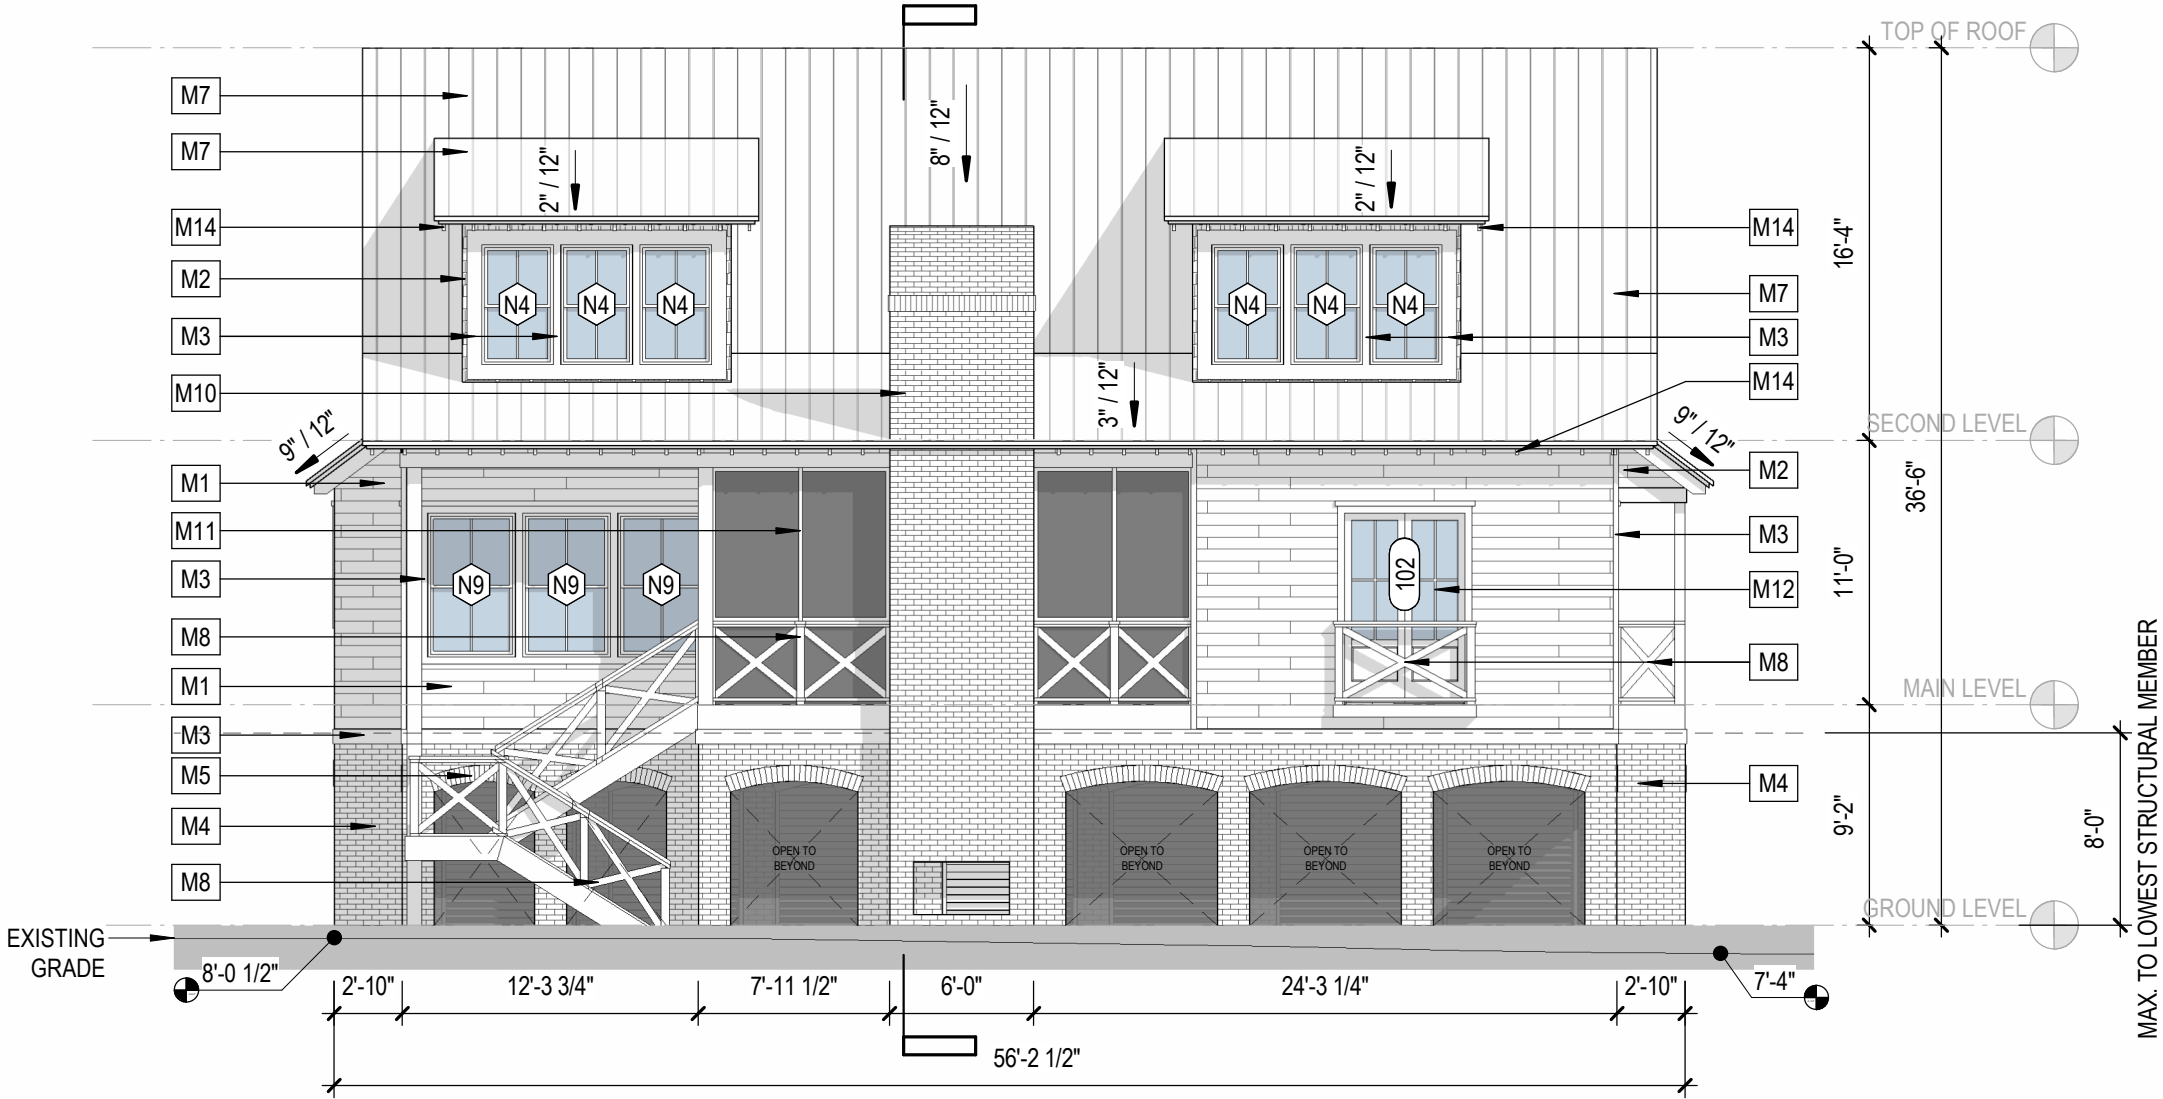 TOP OF ROOF
M7
8" / 12"
M7
2" / 12"
2" / 12"
M14
M14
16'-4"
M2
M7
N4
N4
N4
N4
N4
N4
M3
M3
M10
3" / 12"
M14
9" / 12"
9" / 12"
SECOND LEVEL
M1
M2
36'-6"
M11
M3
M3
N9
N9
N9
102
M12
11'-0"
M8
M8
M1
MAIN LEVEL
M3
M5
M4
M4
9'-2"
8'-0"
MAX. TO LOWEST STRUCTURAL MEMBER
OPEN TO
BEYOND
OPEN TO
BEYOND
OPEN TO
BEYOND
OPEN TO
BEYOND
M8
GROUND LEVEL
EXISTING
GRADE
8'-0 1/2"
2'-10"
12'-3 3/4"
7'-11 1/2"
6'-0"
24'-3 1/4"
2'-10"
7'-4"
56'-2 1/2"